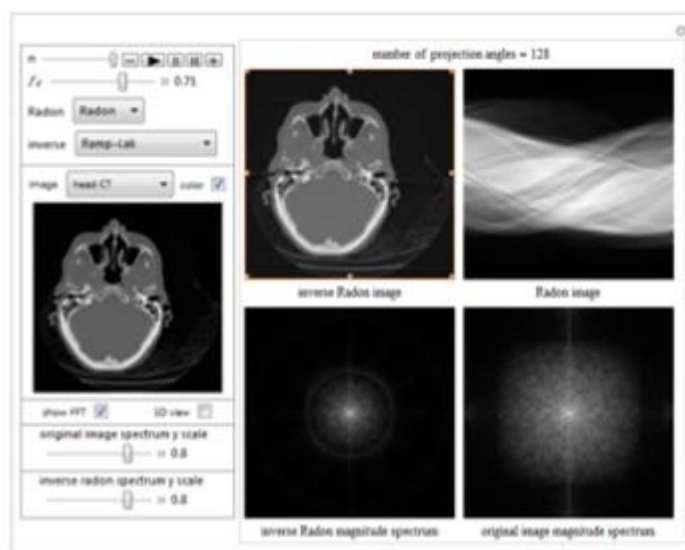 number of projection angles = 128
n
fc 0.71
Radon Radon
inverse Ramp-Lak
image head CT color
inverse Radon image
Radon image
show FFT 3D view
original image spectrum y scale
0.8
inverse radon spectrum y scale
0.8
inverse Radon magnitude spectrum
original image magnitude spectrum